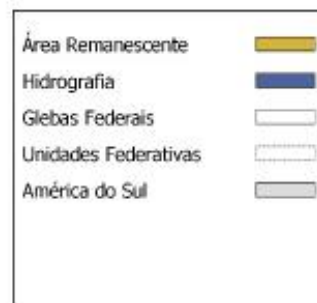 Área Remanescente
Hidrografia
Glebas Federais
Unidades Federativas
América do Sul